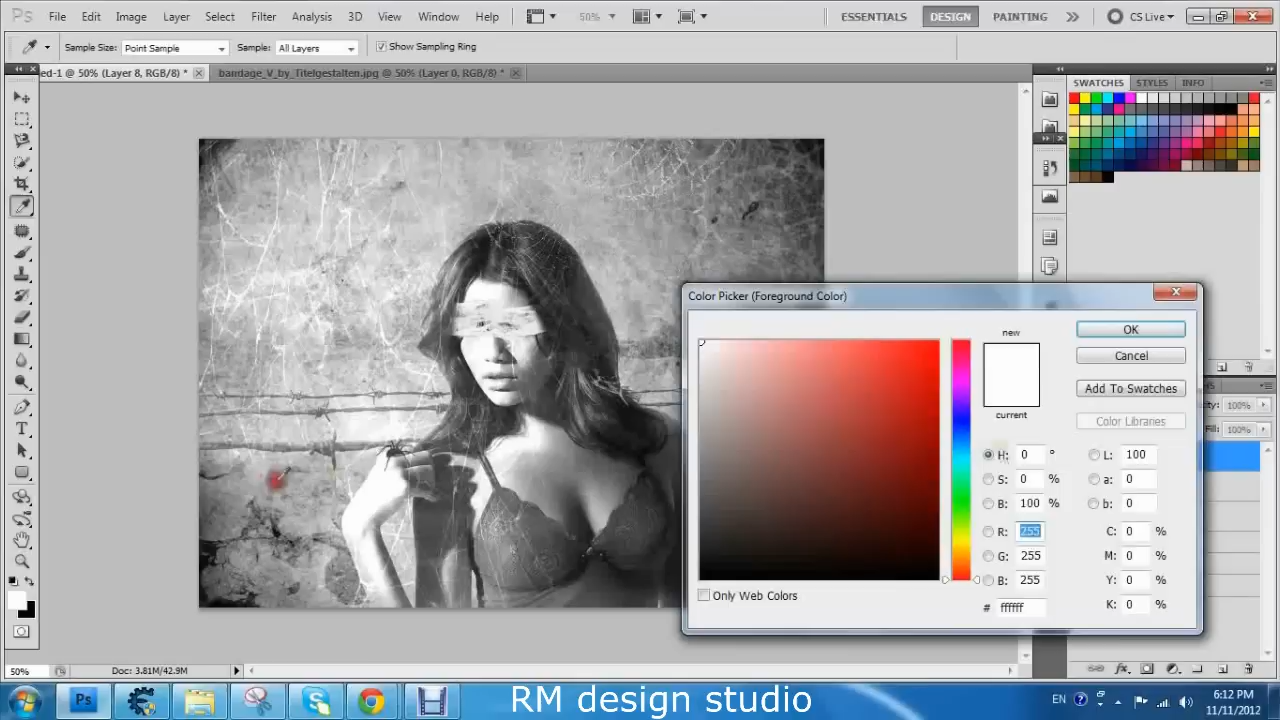 Ps File Edit Image Layer Select Filter Analysis 3D View Window Help 50% ESSENTIALS DESIGN PAINTING CS Live
Sample Size: Point Sample Sample: All Layers Show Sampling Ring
ed-1 @ 50% (Layer 8, RGB/8) * bandage_V_by_Titelgestalten.jpg @ 50% (Layer 0, RGB/8) *
SWATCHES STYLES INFO
Color Picker (Foreground Color)
new
current
OK
Cancel
Add To Swatches
Color Libraries
H: 0 ° L: 100
S: 0 % a: 0
B: 100 % b: 0
R: 255 C: 0 %
G: 255 M: 0 %
B: 255 Y: 0 %
# ffffff K: 0 %
Only Web Colors
100%
Fill: 100%
50% Doc: 3.81M/42.9M
Ps RM design studio EN 6:12 PM
11/11/2012